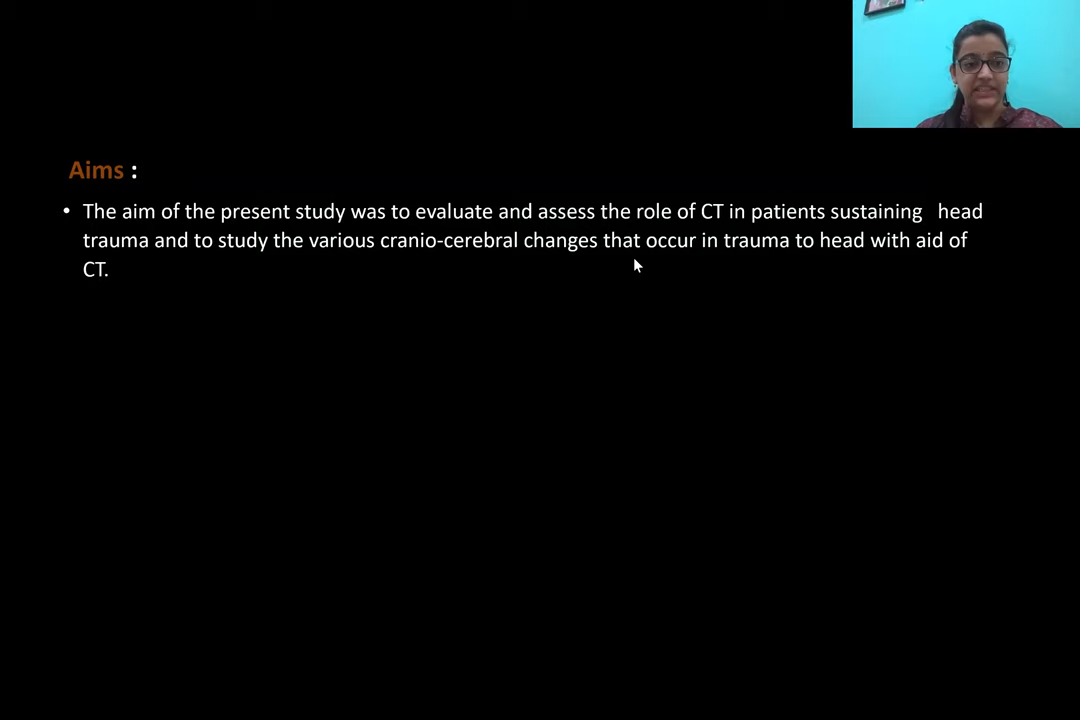 Aims :
• The aim of the present study was to evaluate and assess the role of CT in patients sustaining head
trauma and to study the various cranio-cerebral changes that occur in trauma to head with aid of
CT.